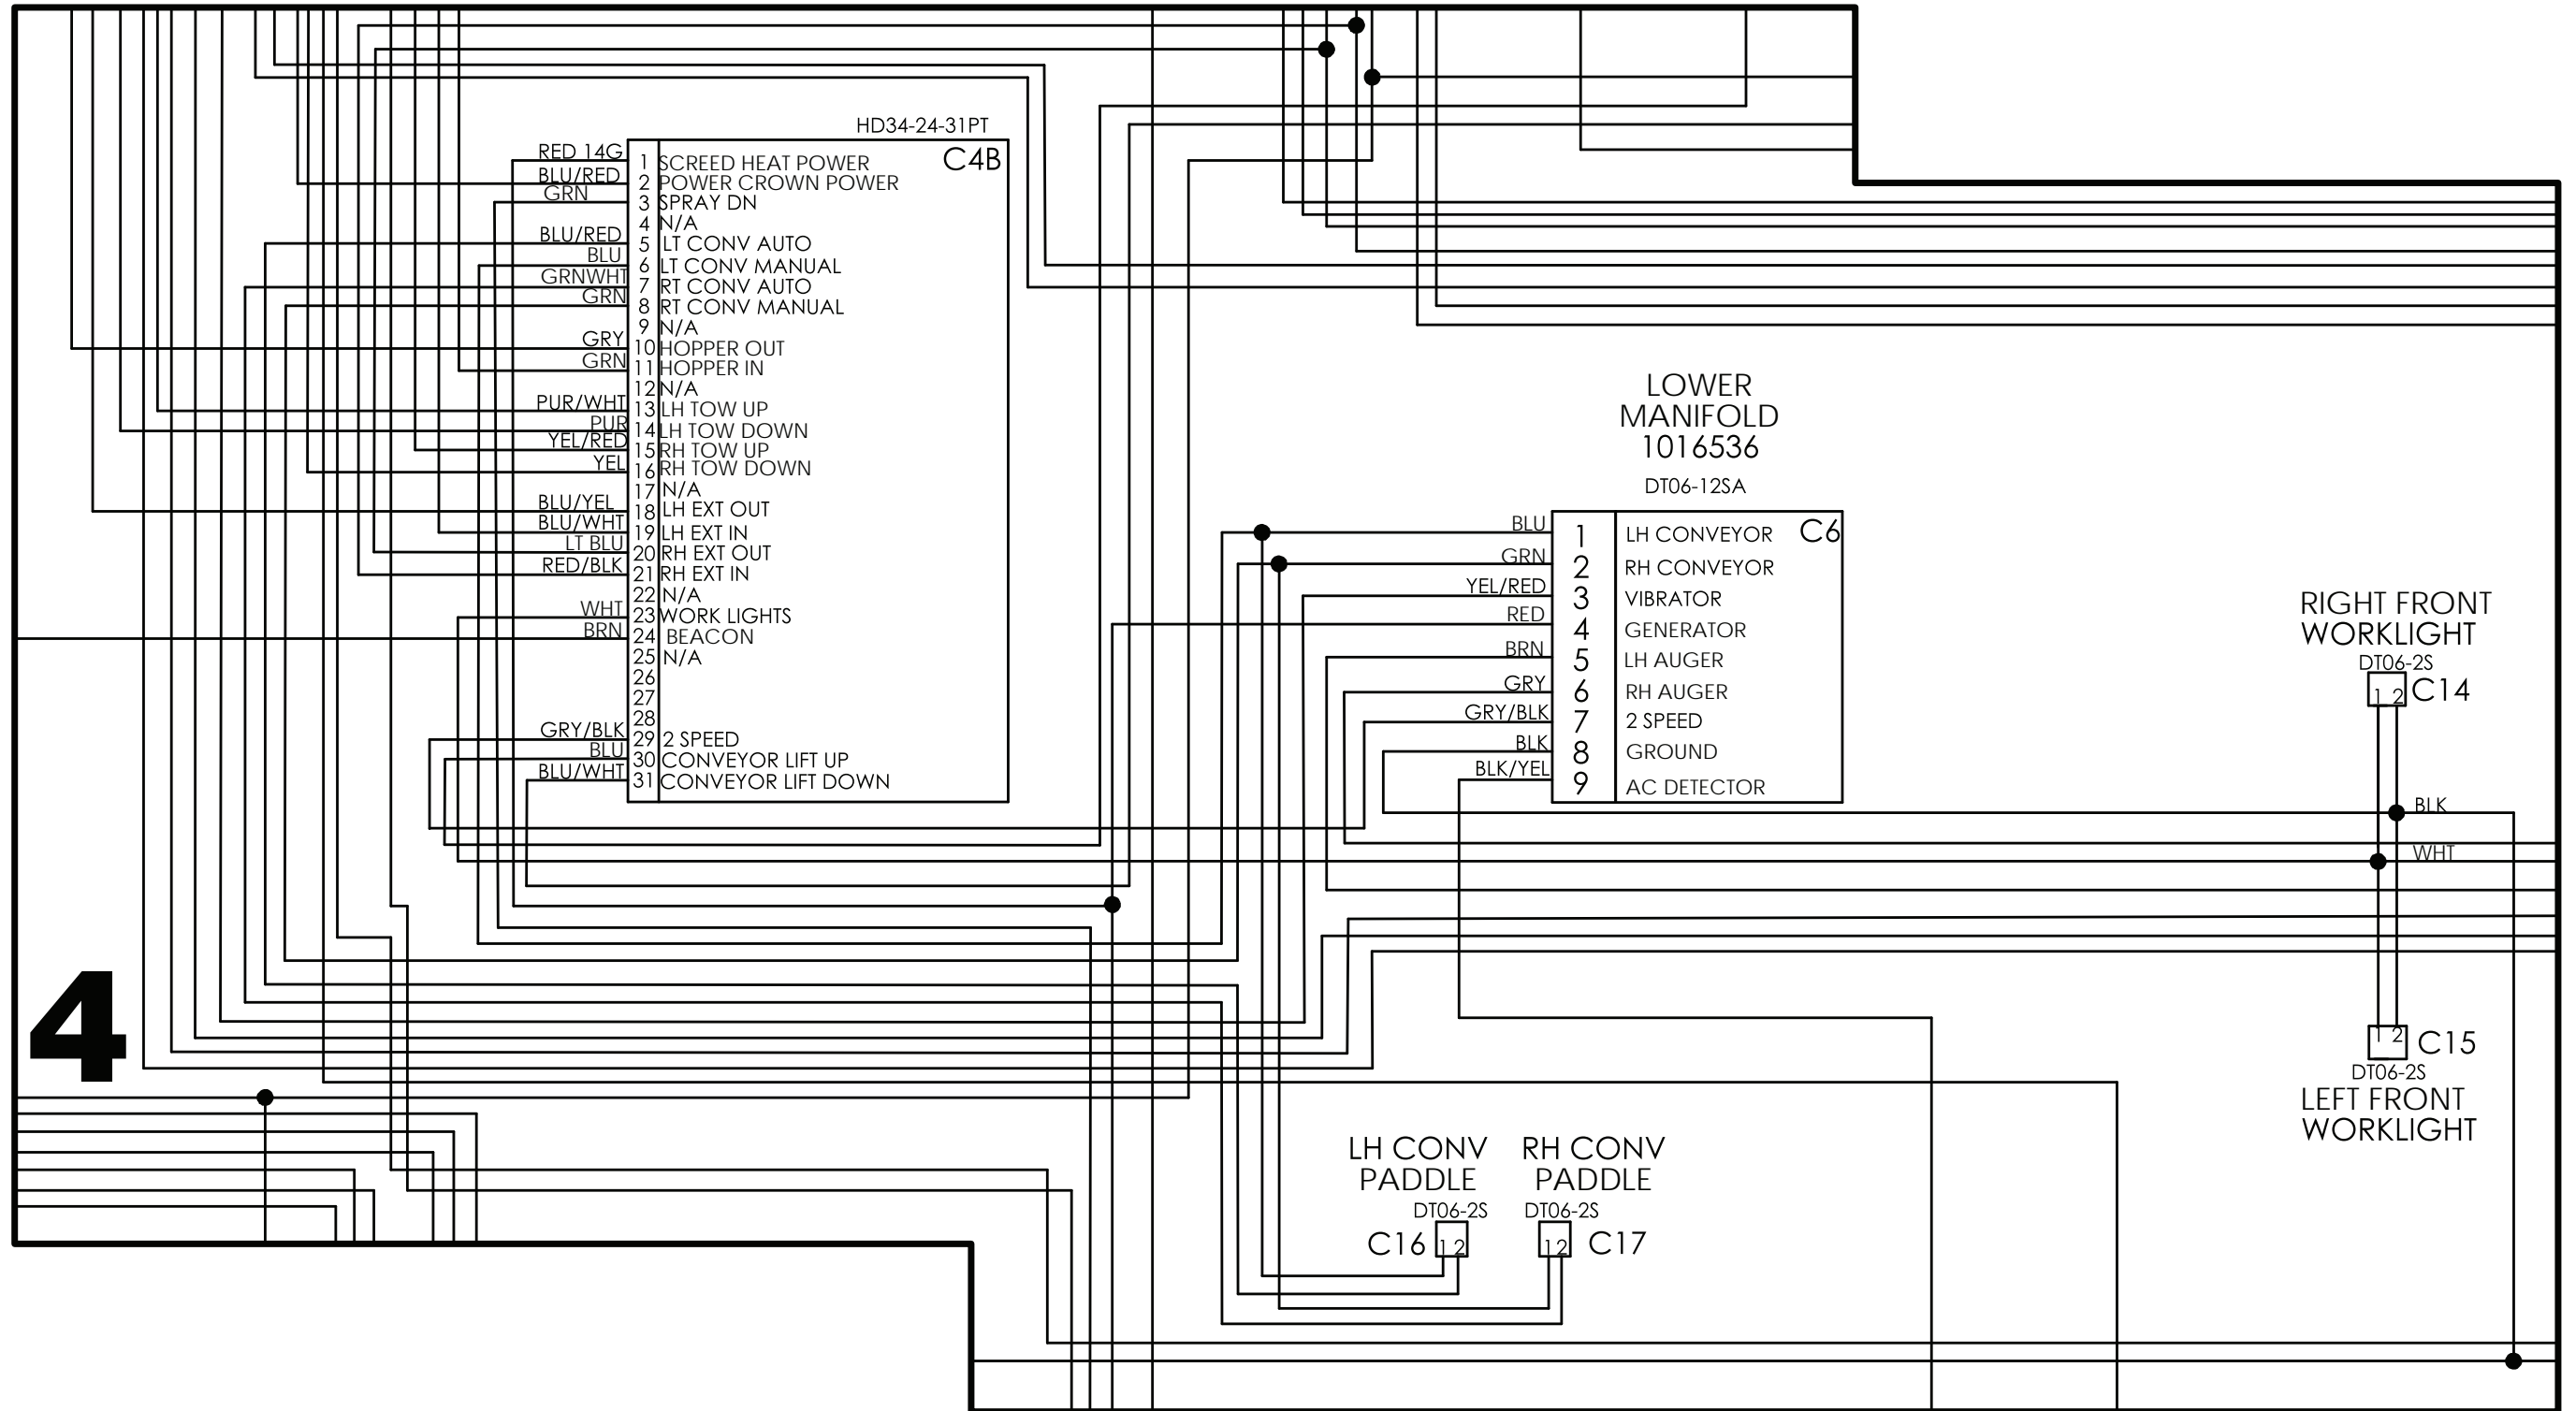 HD34-24-31PT
C4B
RED 14G 1 SCREED HEAT POWER
BLU/RED 2 POWER CROWN POWER
GRN 3 SPRAY DN
4 N/A
BLU/RED 5 LT CONV AUTO
BLU 6 LT CONV MANUAL
GRNWHT 7 RT CONV AUTO
GRN 8 RT CONV MANUAL
9 N/A
GRY 10 HOPPER OUT
GRN 11 HOPPER IN
12 N/A
PUR/WHT 13 LH TOW UP
PUR 14 LH TOW DOWN
YEL/RED 15 RH TOW UP
YEL 16 RH TOW DOWN
17 N/A
BLU/YEL 18 LH EXT OUT
BLU/WHT 19 LH EXT IN
LT BLU 20 RH EXT OUT
RED/BLK 21 RH EXT IN
22 N/A
WHT 23 WORK LIGHTS
BRN 24 BEACON
25 N/A
26
27
28
GRY/BLK 29 2 SPEED
BLU 30 CONVEYOR LIFT UP
BLU/WHT 31 CONVEYOR LIFT DOWN
LOWER
MANIFOLD
1016536
DT06-12SA
C6
BLU 1 LH CONVEYOR
GRN 2 RH CONVEYOR
YEL/RED 3 VIBRATOR
RED 4 GENERATOR
BRN 5 LH AUGER
GRY 6 RH AUGER
GRY/BLK 7 2 SPEED
BLK 8 GROUND
BLK/YEL 9 AC DETECTOR
RIGHT FRONT
WORKLIGHT
DT06-2S
1 2 C14
BLK
WHT
1 2 C15
DT06-2S
LEFT FRONT
WORKLIGHT
4
LH CONV
PADDLE
DT06-2S
C16 1 2
RH CONV
PADDLE
DT06-2S
1 2 C17